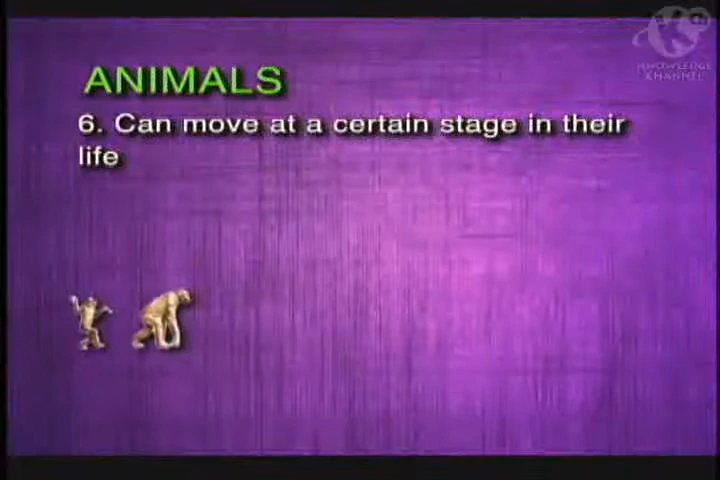 KNOWLEDGE
CHANNEL
ANIMALS
6. Can move at a certain stage in their
life